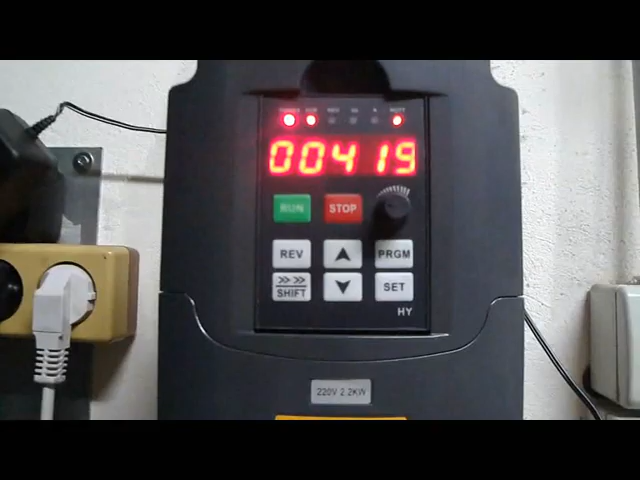 00419
RUN STOP
REV PRGM
SHIFT SET
HY
220V 2.2KW